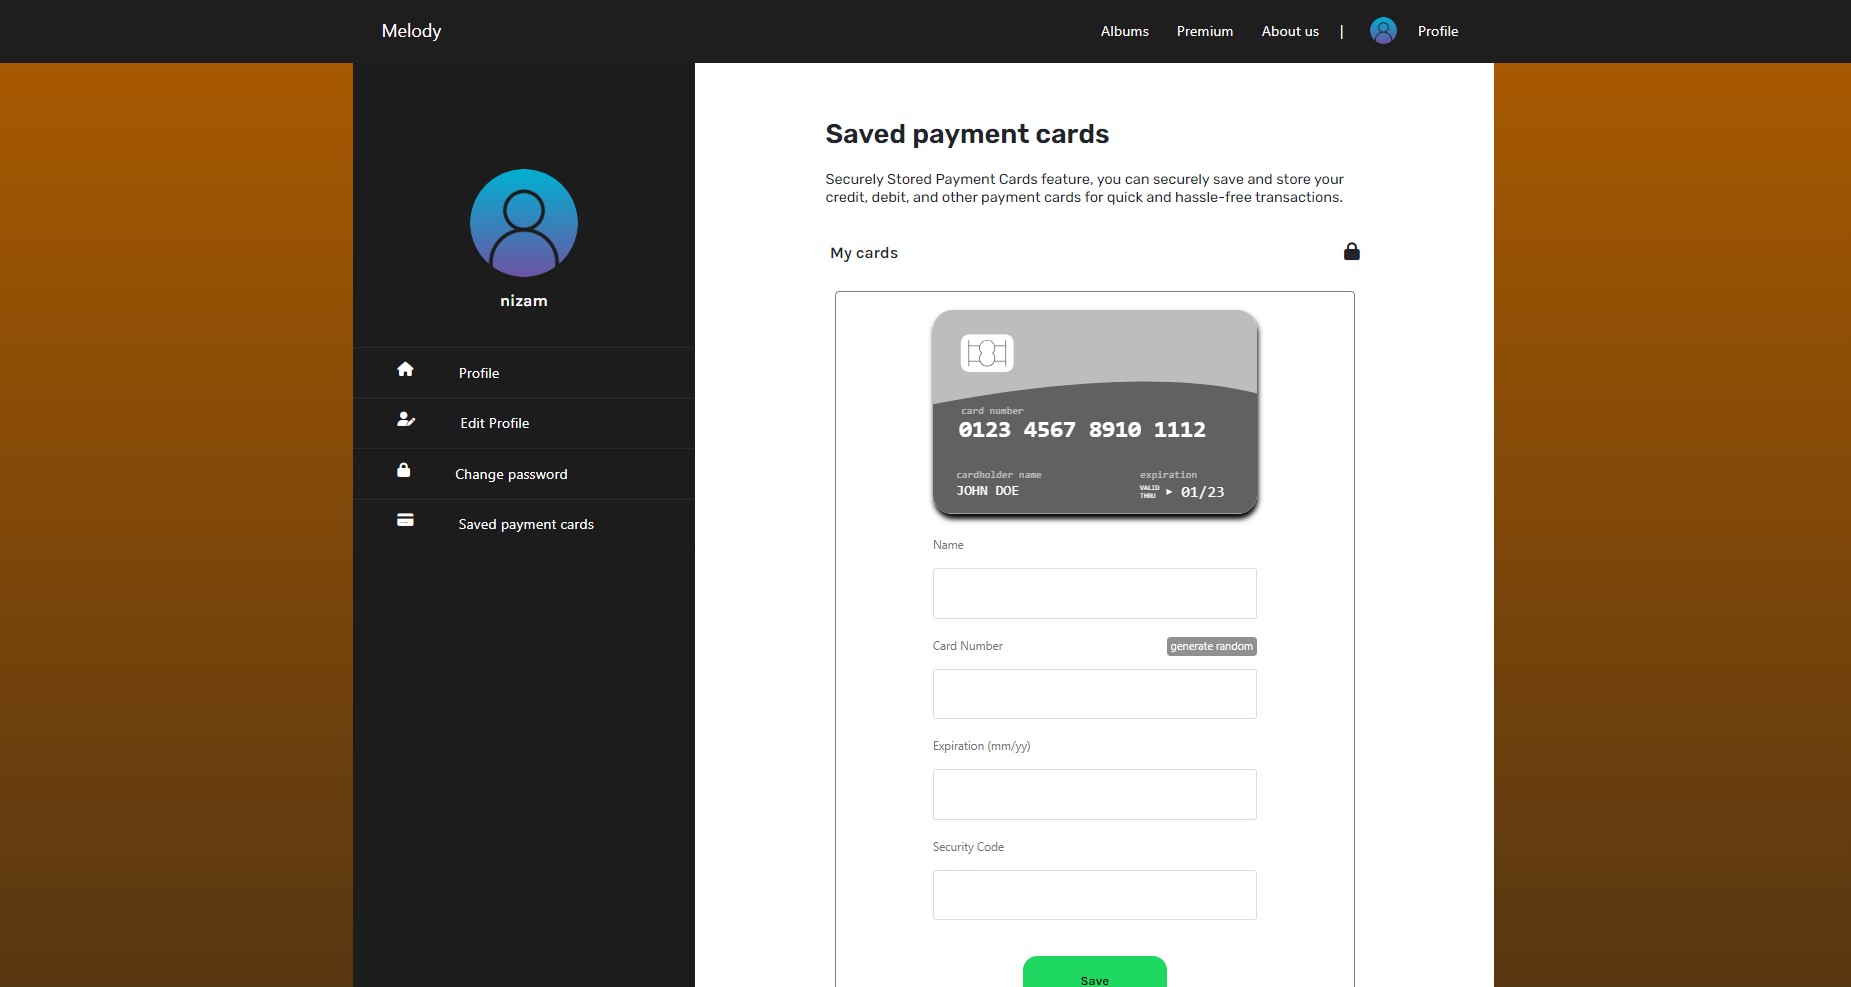 Melody
Albums Premium About us | Profile
nizam
Profile
Edit Profile
Change password
Saved payment cards
Saved payment cards
Securely Stored Payment Cards feature, you can securely save and store your
credit, debit, and other payment cards for quick and hassle-free transactions.
My cards
card number
0123 4567 8910 1112
cardholder name
JOHN DOE
expiration
VALID
THRU
01/23
Name
Card Number
generate random
Expiration (mm/yy)
Security Code
Save